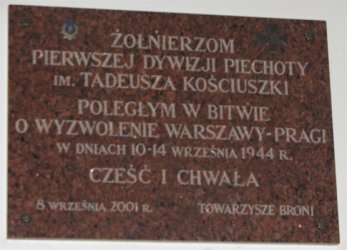 ŻOŁNIERZOM
PIERWSZEJ DYWIZJI PIECHOTY
IM. TADEUSZA KOŚCIUSZKI
POLEGŁYM W BITWIE
O WYZWOLENIE WARSZAWY-PRAGI
W DNIACH 10-14 WRZEŚNIA 1944 R.
CZEŚĆ I CHWAŁA
8 WRZEŚNIA 2001 R. TOWARZYSZE BRONI